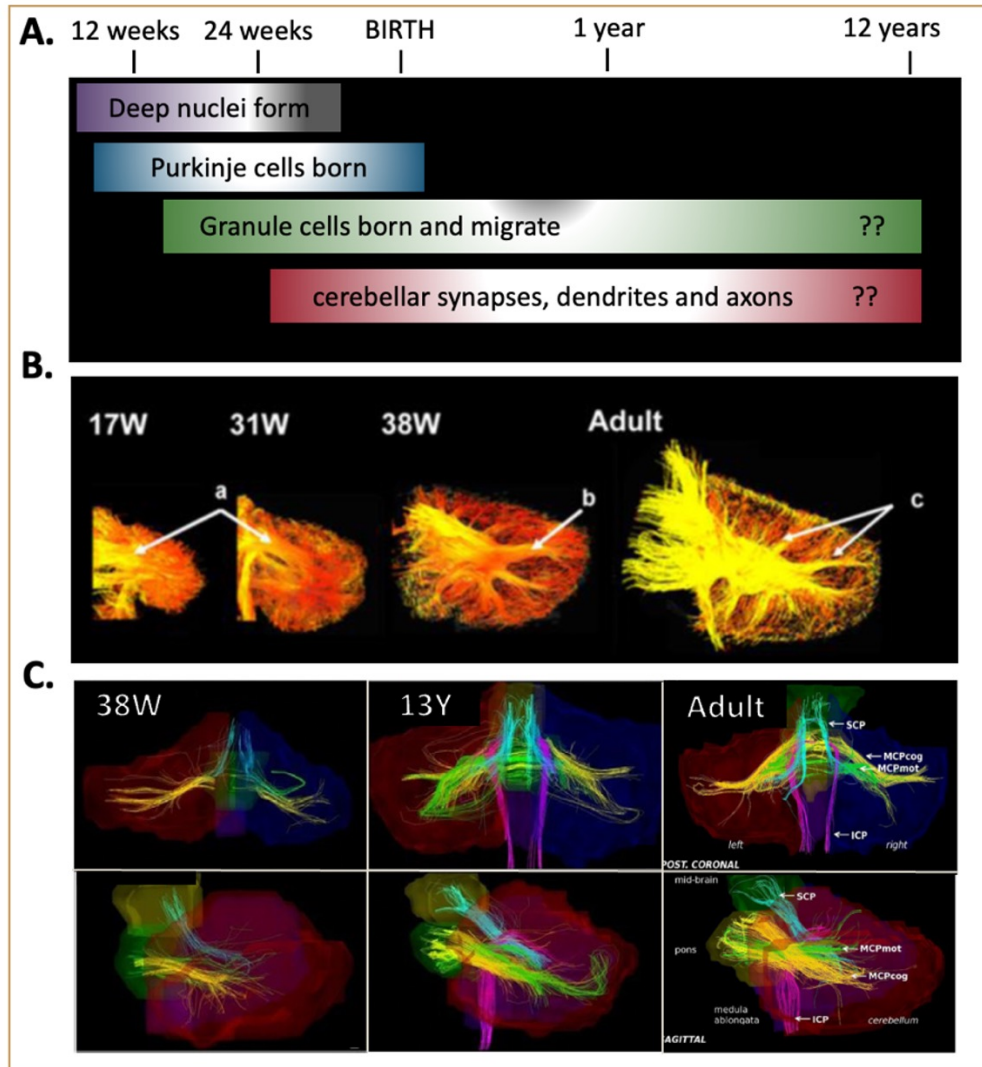 A.
12 weeks 24 weeks BIRTH 1 year 12 years
Deep nuclei form
Purkinje cells born
Granule cells born and migrate ??
cerebellar synapses, dendrites and axons ??
B.
17W 31W 38W Adult
a b c
C.
38W 13Y Adult
SCP
MCPcog
MCPmot
ICP
left right
POST. CORONAL
mid-brain
SCP
pons
MCPmot
MCPcog
medula
ablongata
ICP
cerebellum
AGITTAL